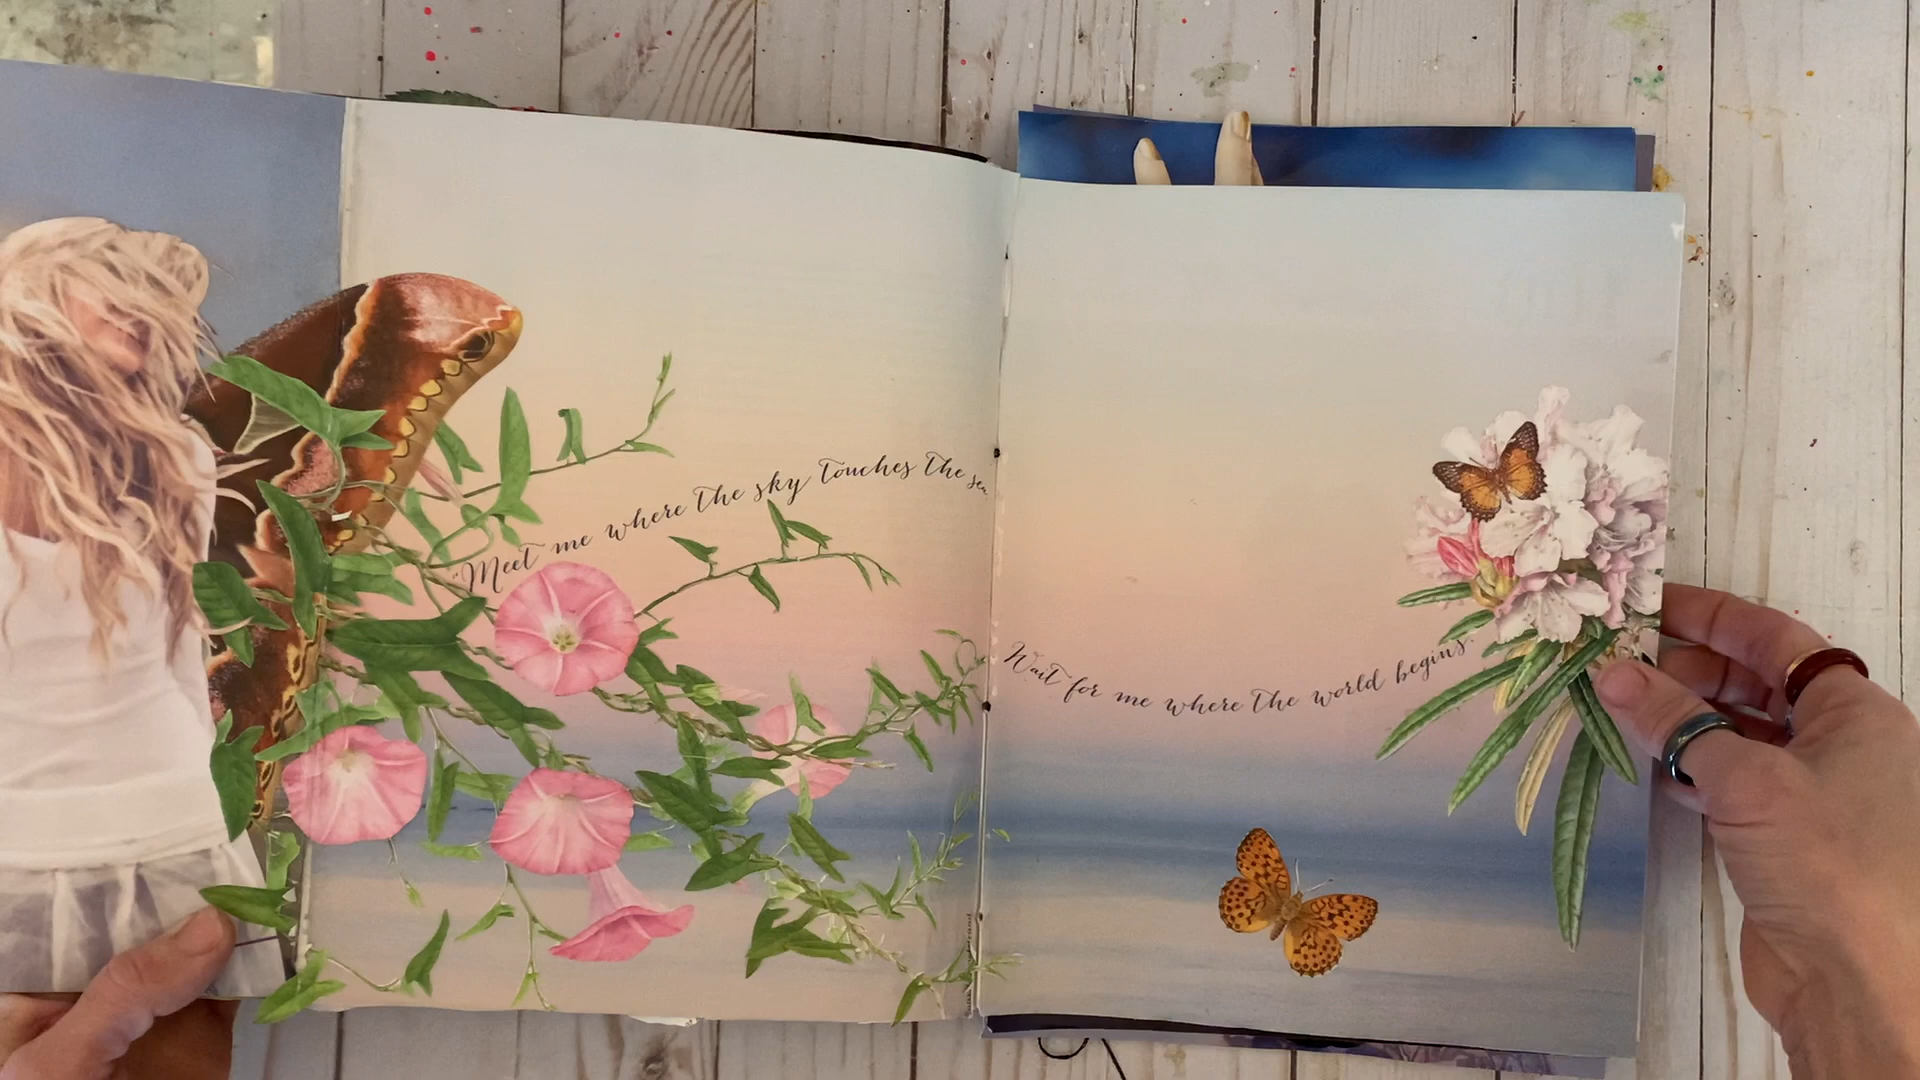 "Meet me where the sky touches the sea
Wait for me where the world begins."